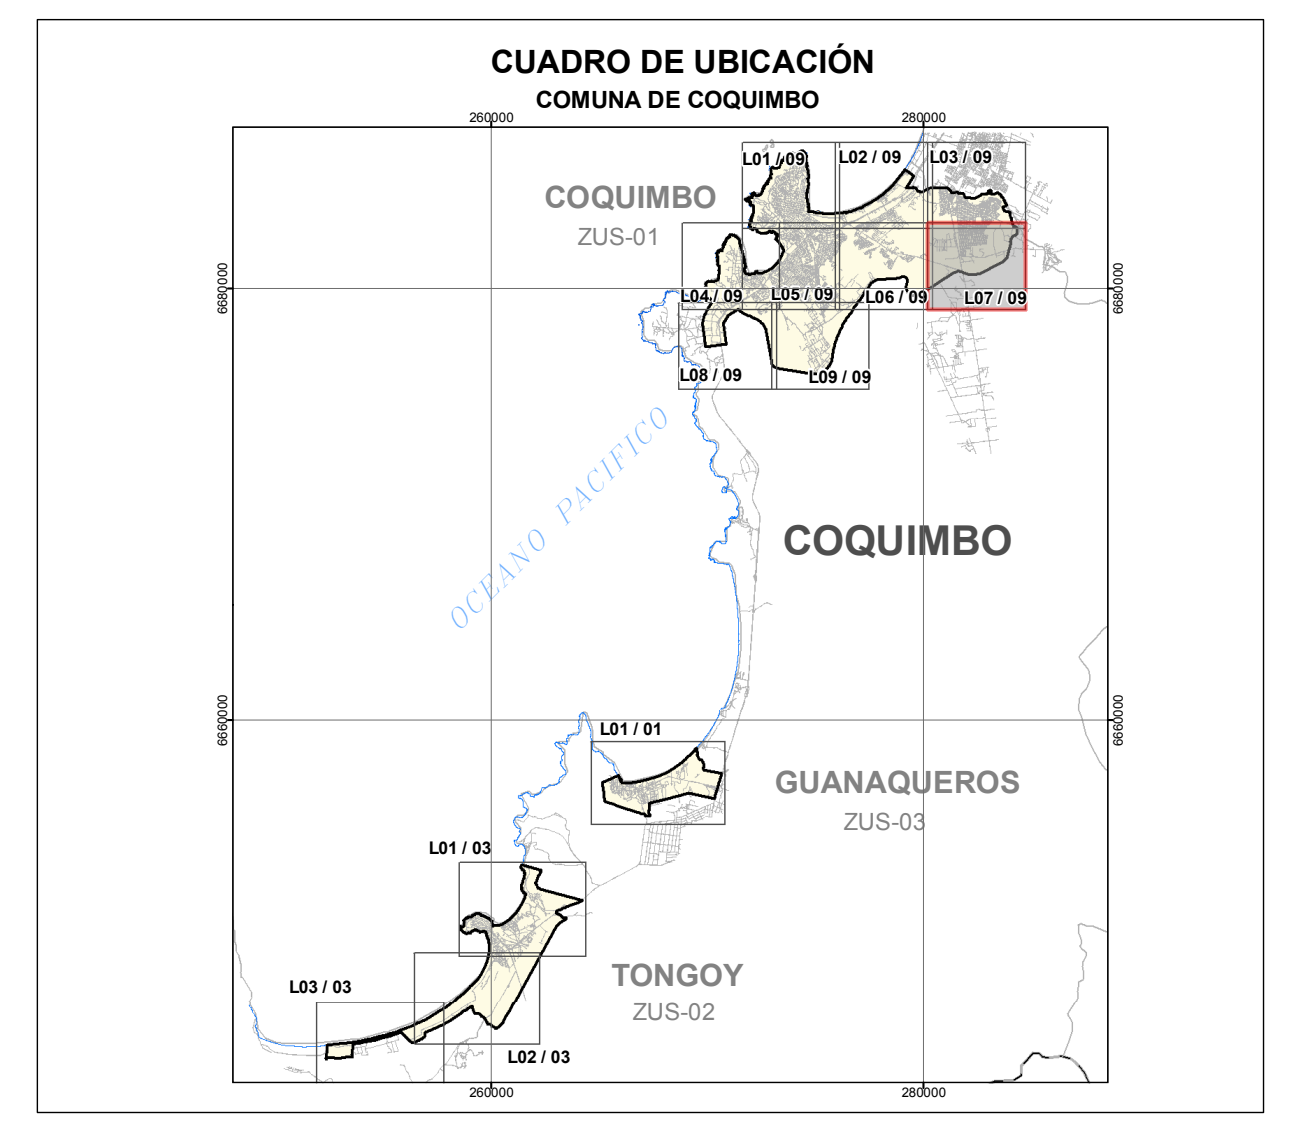 CUADRO DE UBICACIÓN
COMUNA DE COQUIMBO
260000
280000
L01 / 09
L02 / 09
L03 / 09
COQUIMBO
ZUS-01
6680000
6680000
L04 / 09
L05 / 09
L06 / 09
L07 / 09
L08 / 09
L09 / 09
OCEANO PACIFICO
COQUIMBO
6660000
6660000
L01 / 01
GUANAQUEROS
ZUS-03
L01 / 03
TONGOY
ZUS-02
L03 / 03
L02 / 03
260000
280000